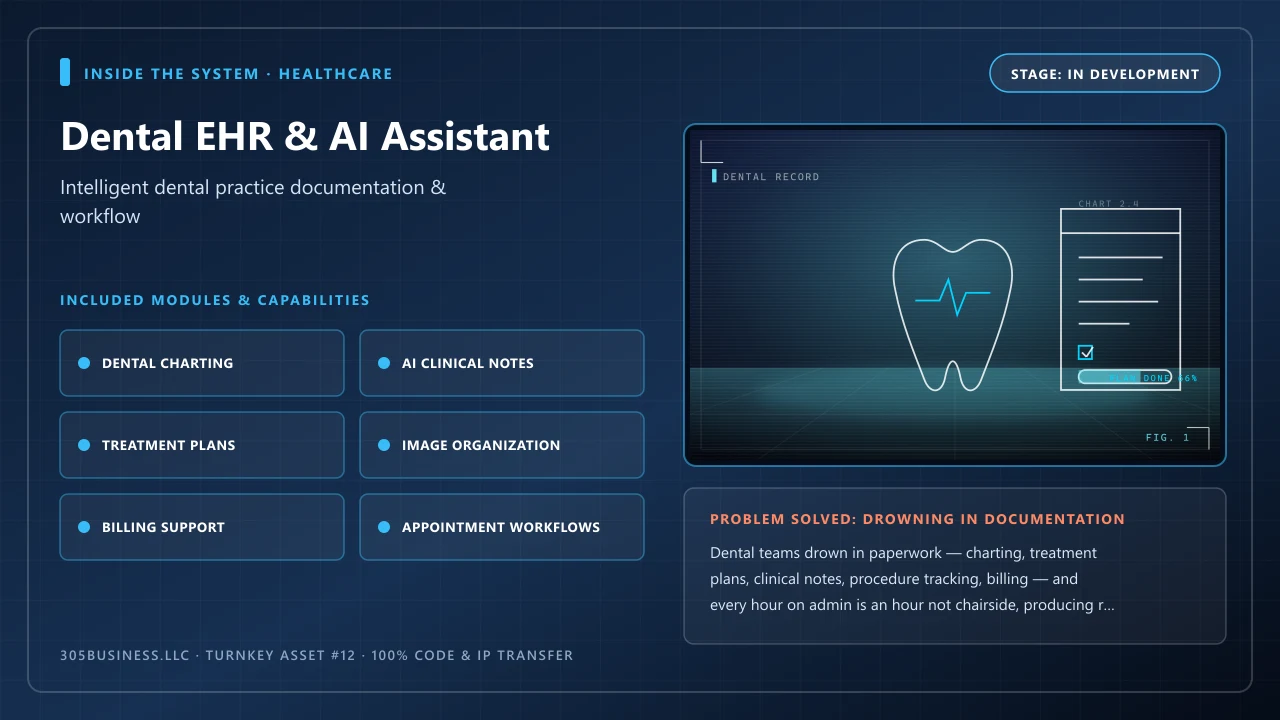 INSIDE THE SYSTEM · HEALTHCARE
STAGE: IN DEVELOPMENT
Dental EHR & AI Assistant
Intelligent dental practice documentation &
workflow
INCLUDED MODULES & CAPABILITIES
DENTAL CHARTING
AI CLINICAL NOTES
TREATMENT PLANS
IMAGE ORGANIZATION
BILLING SUPPORT
APPOINTMENT WORKFLOWS
DENTAL RECORD
CHART 2.4
DONE 66%
FIG. 1
PROBLEM SOLVED: DROWNING IN DOCUMENTATION
Dental teams drown in paperwork — charting, treatment
plans, clinical notes, procedure tracking, billing — and
every hour on admin is an hour not chairside, producing r...
305BUSINESS.LLC · TURNKEY ASSET #12 · 100% CODE & IP TRANSFER